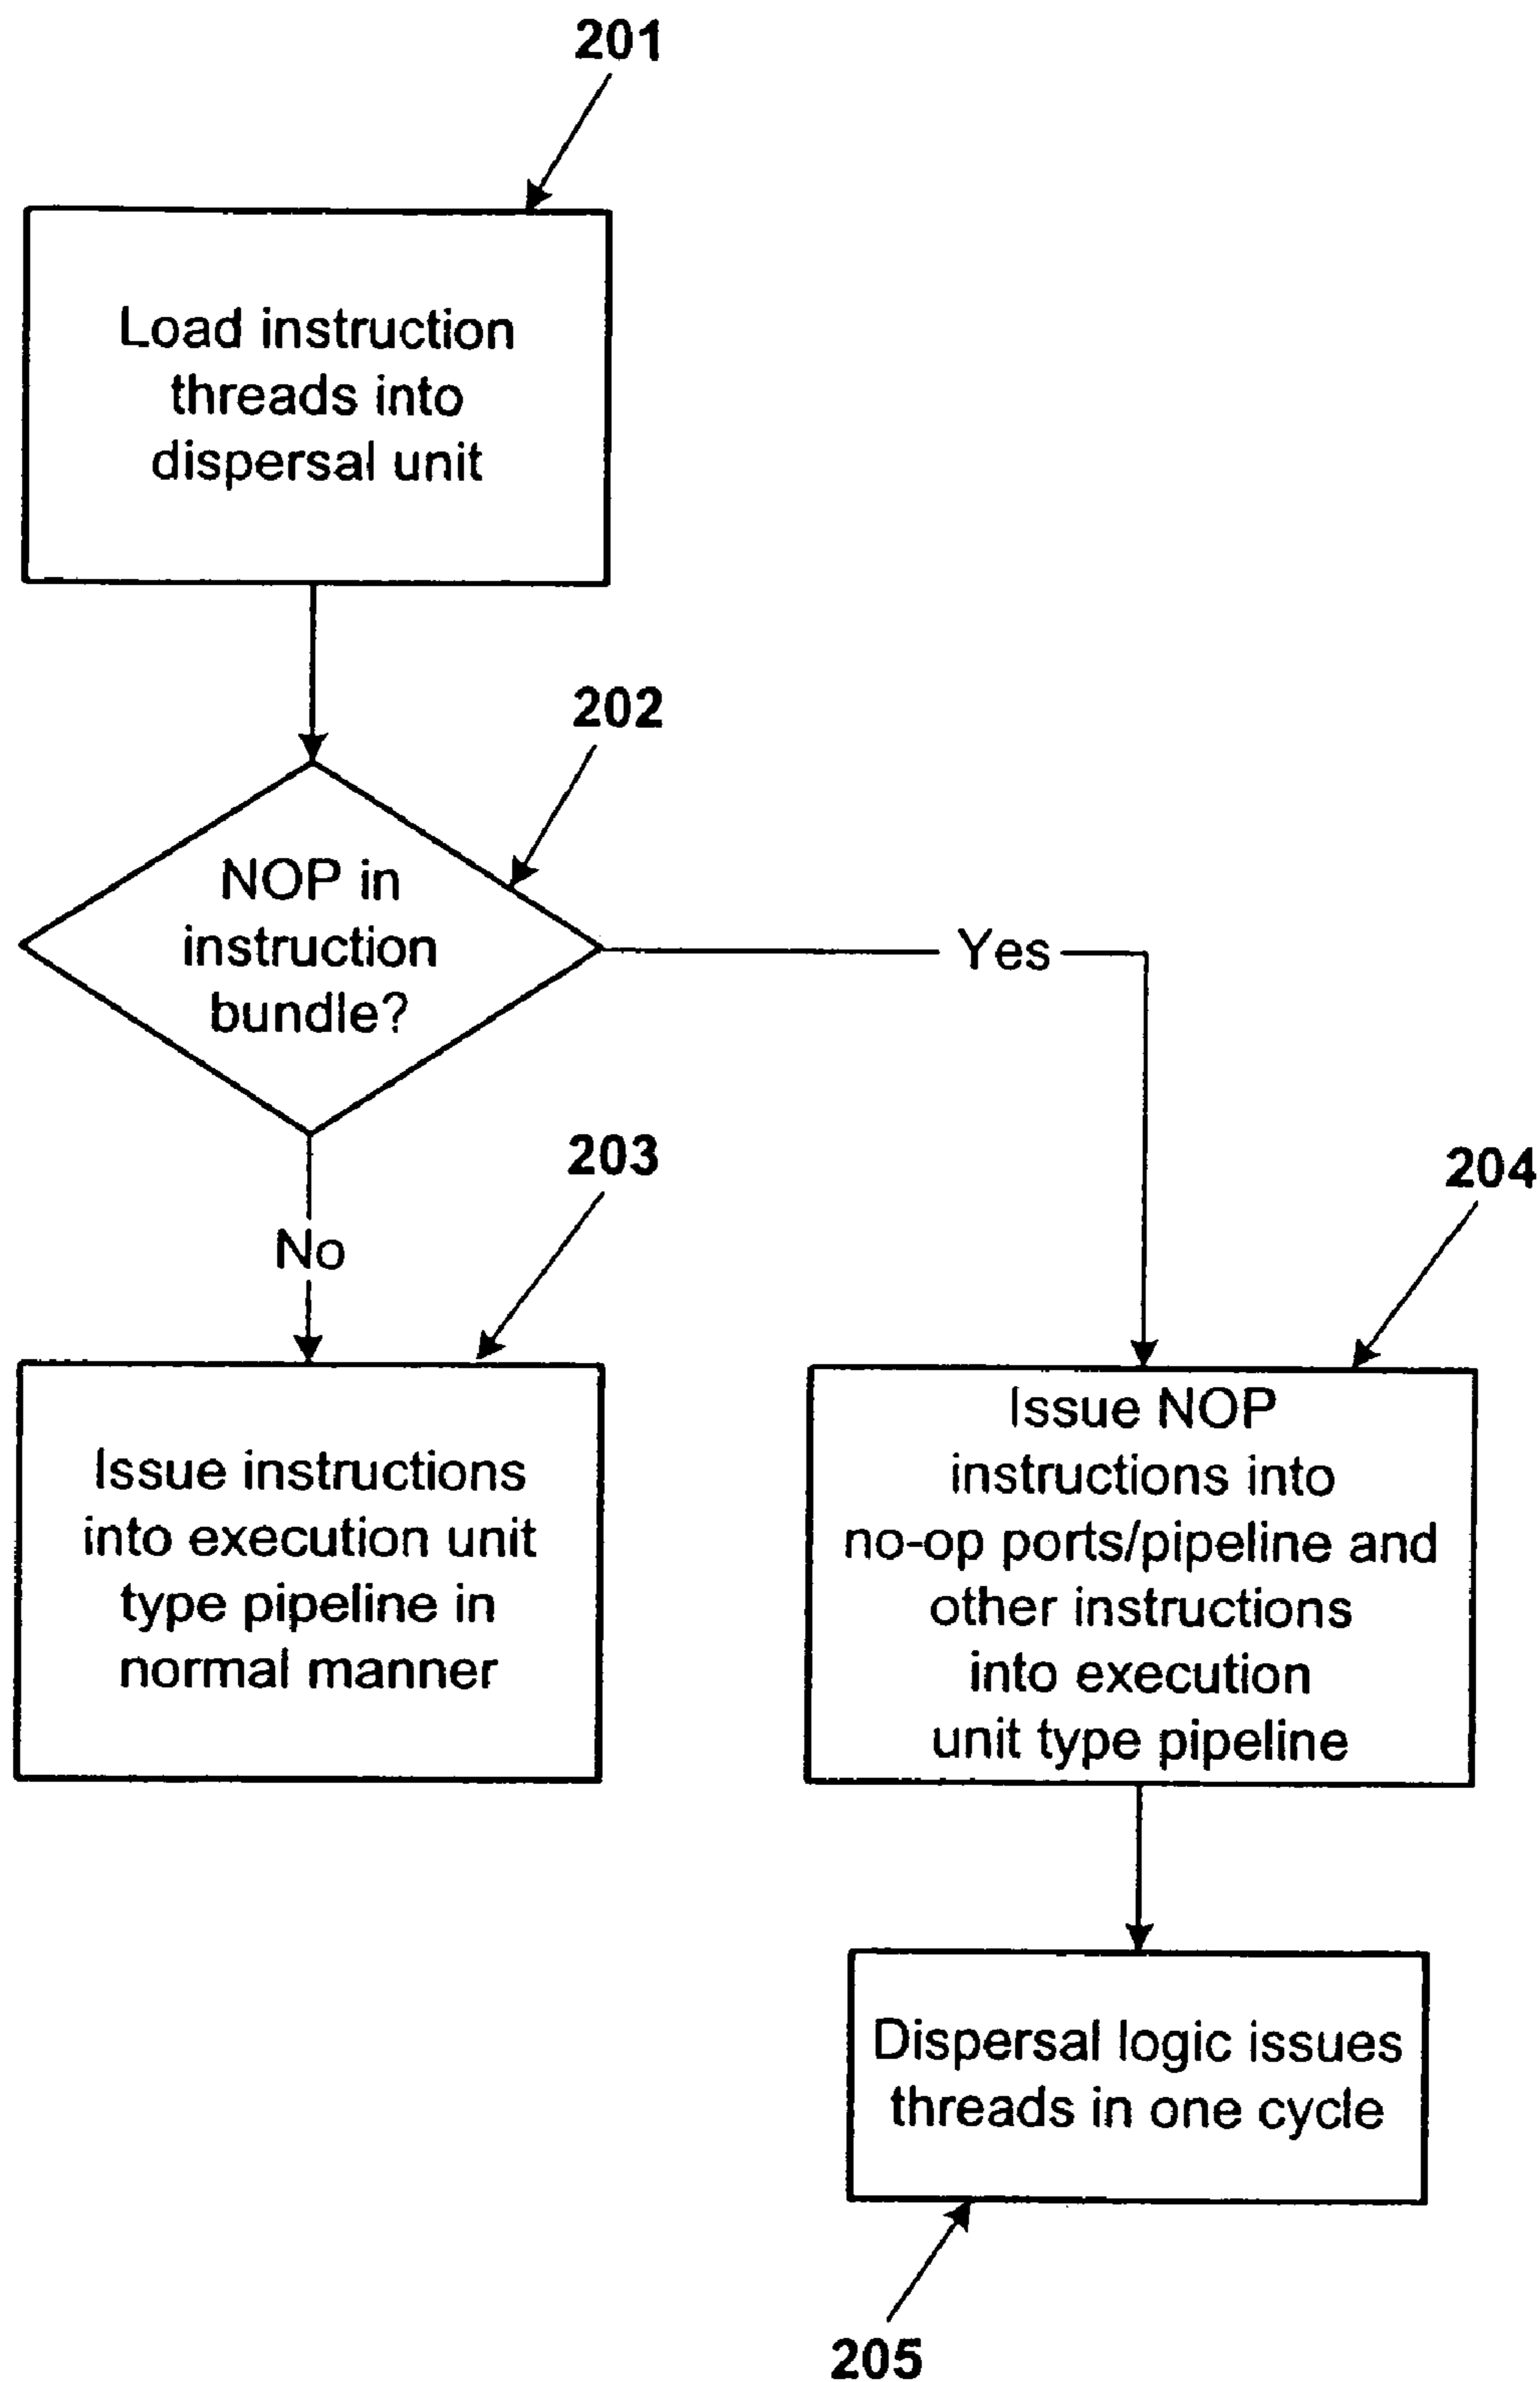 201
Load instruction
threads into
dispersal unit
202
NOP in
instruction
bundle?
Yes
No
203
204
Issue instructions
into execution unit
type pipeline in
normal manner
Issue NOP
instructions into
no-op ports/pipeline and
other instructions
into execution
unit type pipeline
Dispersal logic issues
threads in one cycle
205